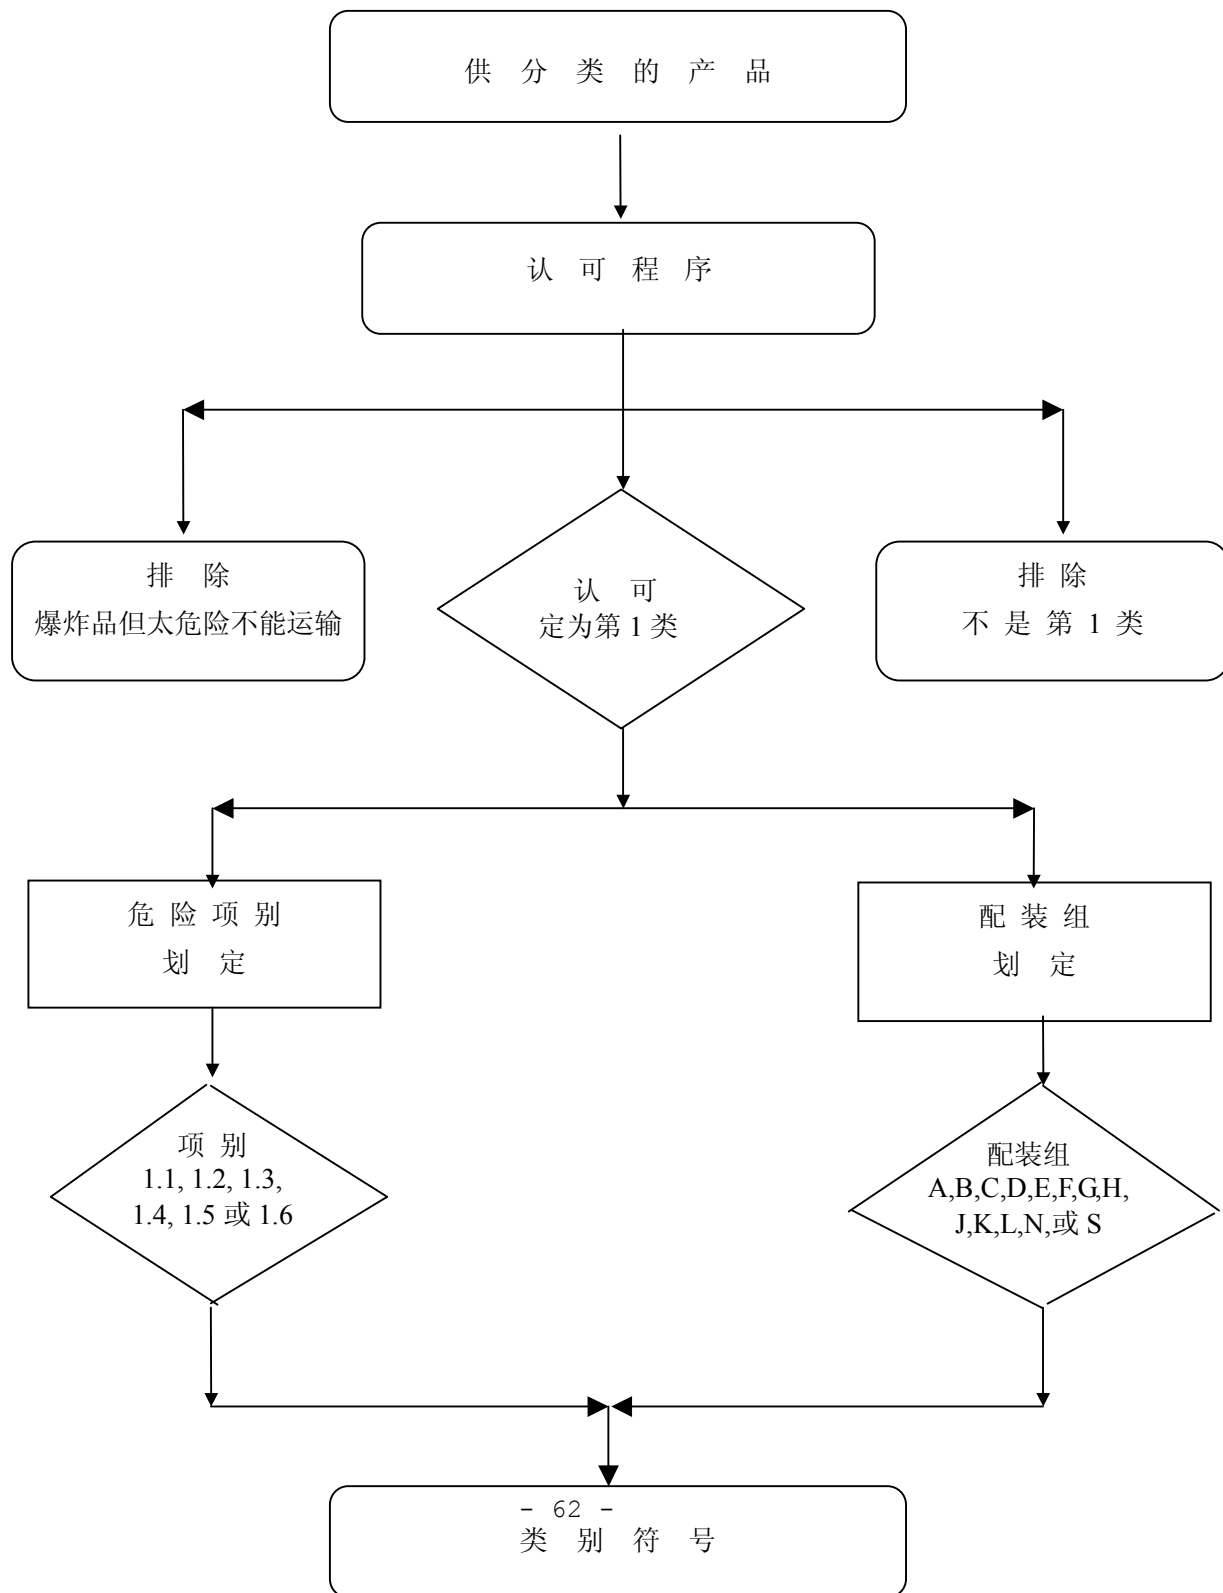 供 分 类 的 产 品
认 可 程 序
排 除
爆炸品但太危险不能运输
认 可
定为第 1 类
排 除
不 是 第 1 类
危 险 项 别
划 定
配 装 组
划 定
项 别
1.1, 1.2, 1.3,
1.4, 1.5 或 1.6
配装组
A,B,C,D,E,F,G,H,
J,K,L,N,或 S
- 62 -
类 别 符 号